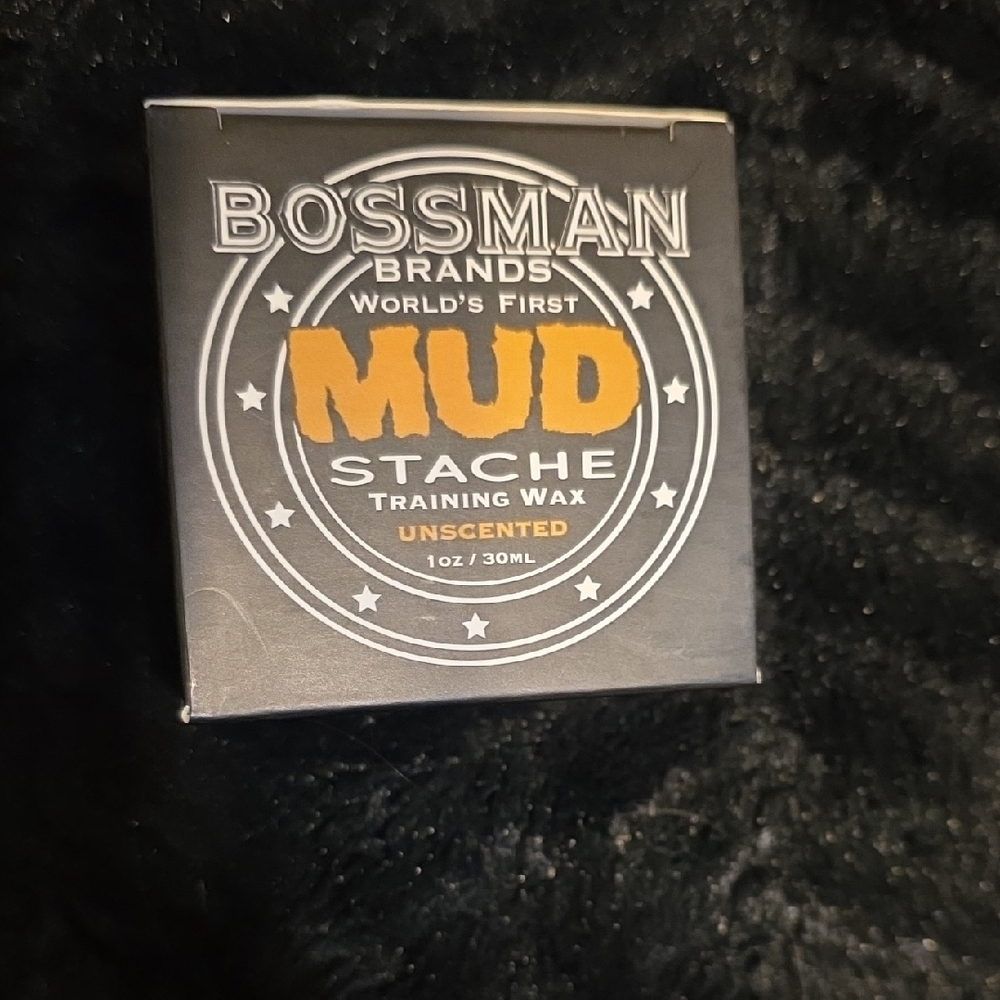 BOSSMAN
BRANDS
WORLD'S FIRST
MUD
STACHE
TRAINING WAX
UNSCENTED
1OZ / 30ML